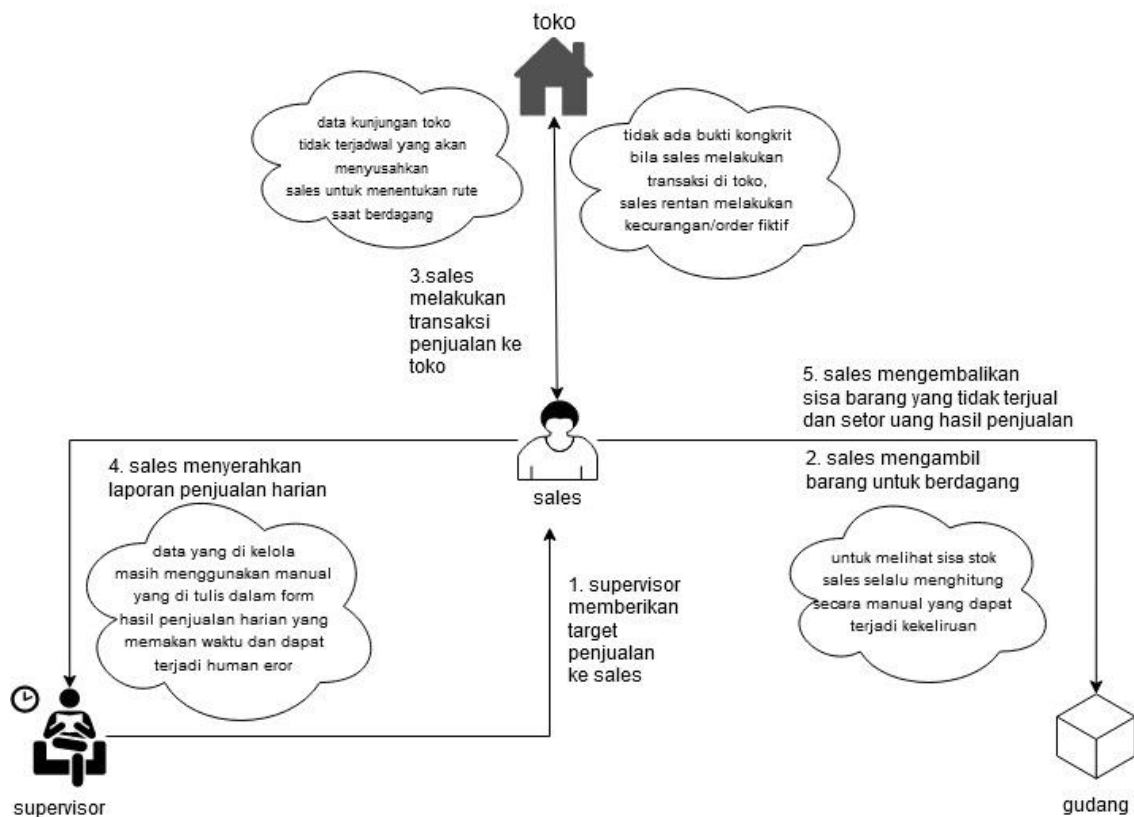 toko
data kunjungan toko
tidak terjadwal yang akan
menyusahkan
sales untuk menentukan rute
saat berdagang
tidak ada bukti kongkrit
bila sales melakukan
transaksi di toko,
sales rentan melakukan
kecurangan/order fiktif
3.sales
melakukan
transaksi
penjualan ke
toko
5. sales mengembalikan
sisa barang yang tidak terjual
dan setor uang hasil penjualan
4. sales menyerahkan
laporan penjualan harian
sales
2. sales mengambil
barang untuk berdagang
data yang di kelola
masih menggunakan manual
yang di tulis dalam form
hasil penjualan harian yang
memakan waktu dan dapat
terjadi human eror
1. supervisor
memberikan
target
penjualan
ke sales
untuk melihat sisa stok
sales selalu menghitung
secara manual yang dapat
terjadi kekeliruan
supervisor
gudang